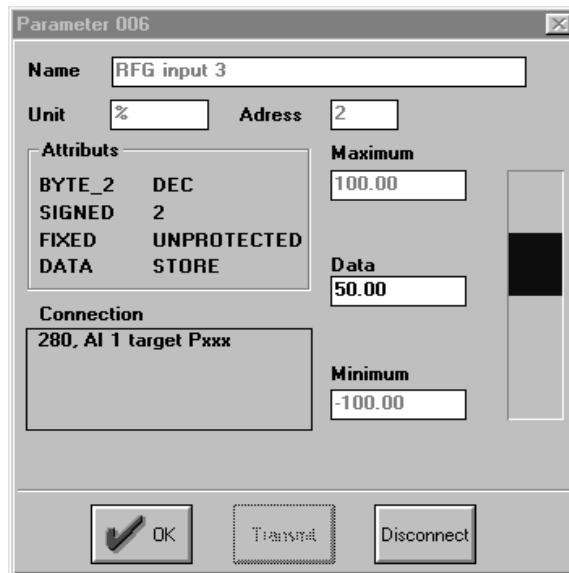 Parameter 006
Name RFG input 3
Unit % Adress 2
Attributs
BYTE_2 DEC
SIGNED 2
FIXED UNPROTECTED
DATA STORE
Maximum
100.00
Data
50.00
Connection
280, AI 1 target Pxxx
Minimum
-100.00
OK Transmit Disconnect